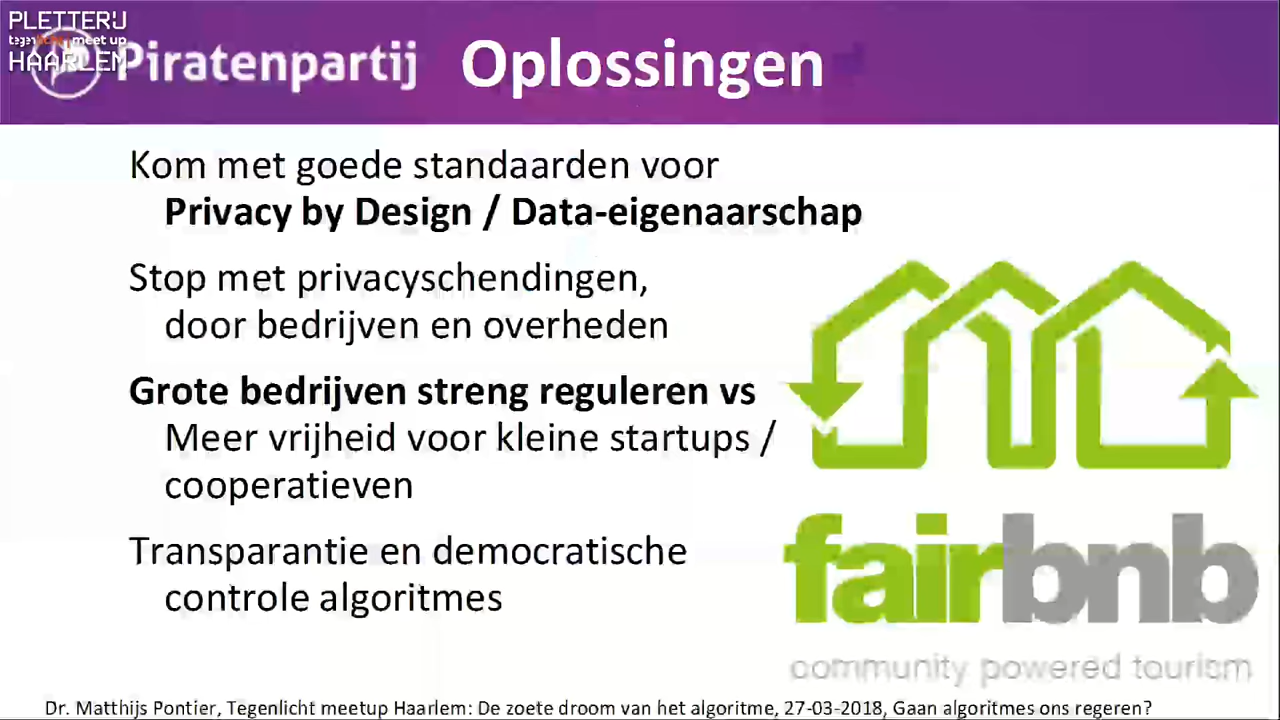 PLETTERIJ
tegenlicht meet up
HAARLEM
Piratenpartij
Oplossingen
Kom met goede standaarden voor
Privacy by Design / Data-eigenaarschap
Stop met privacyschendingen,
door bedrijven en overheden
Grote bedrijven streng reguleren vs
Meer vrijheid voor kleine startups /
cooperatieven
Transparantie en democratische
controle algoritmes
fairbnb
community powered tourism
Dr. Matthijs Pontier, Tegenlicht meetup Haarlem: De zoete droom van het algoritme, 27-03-2018, Gaan algoritmes ons regeren?